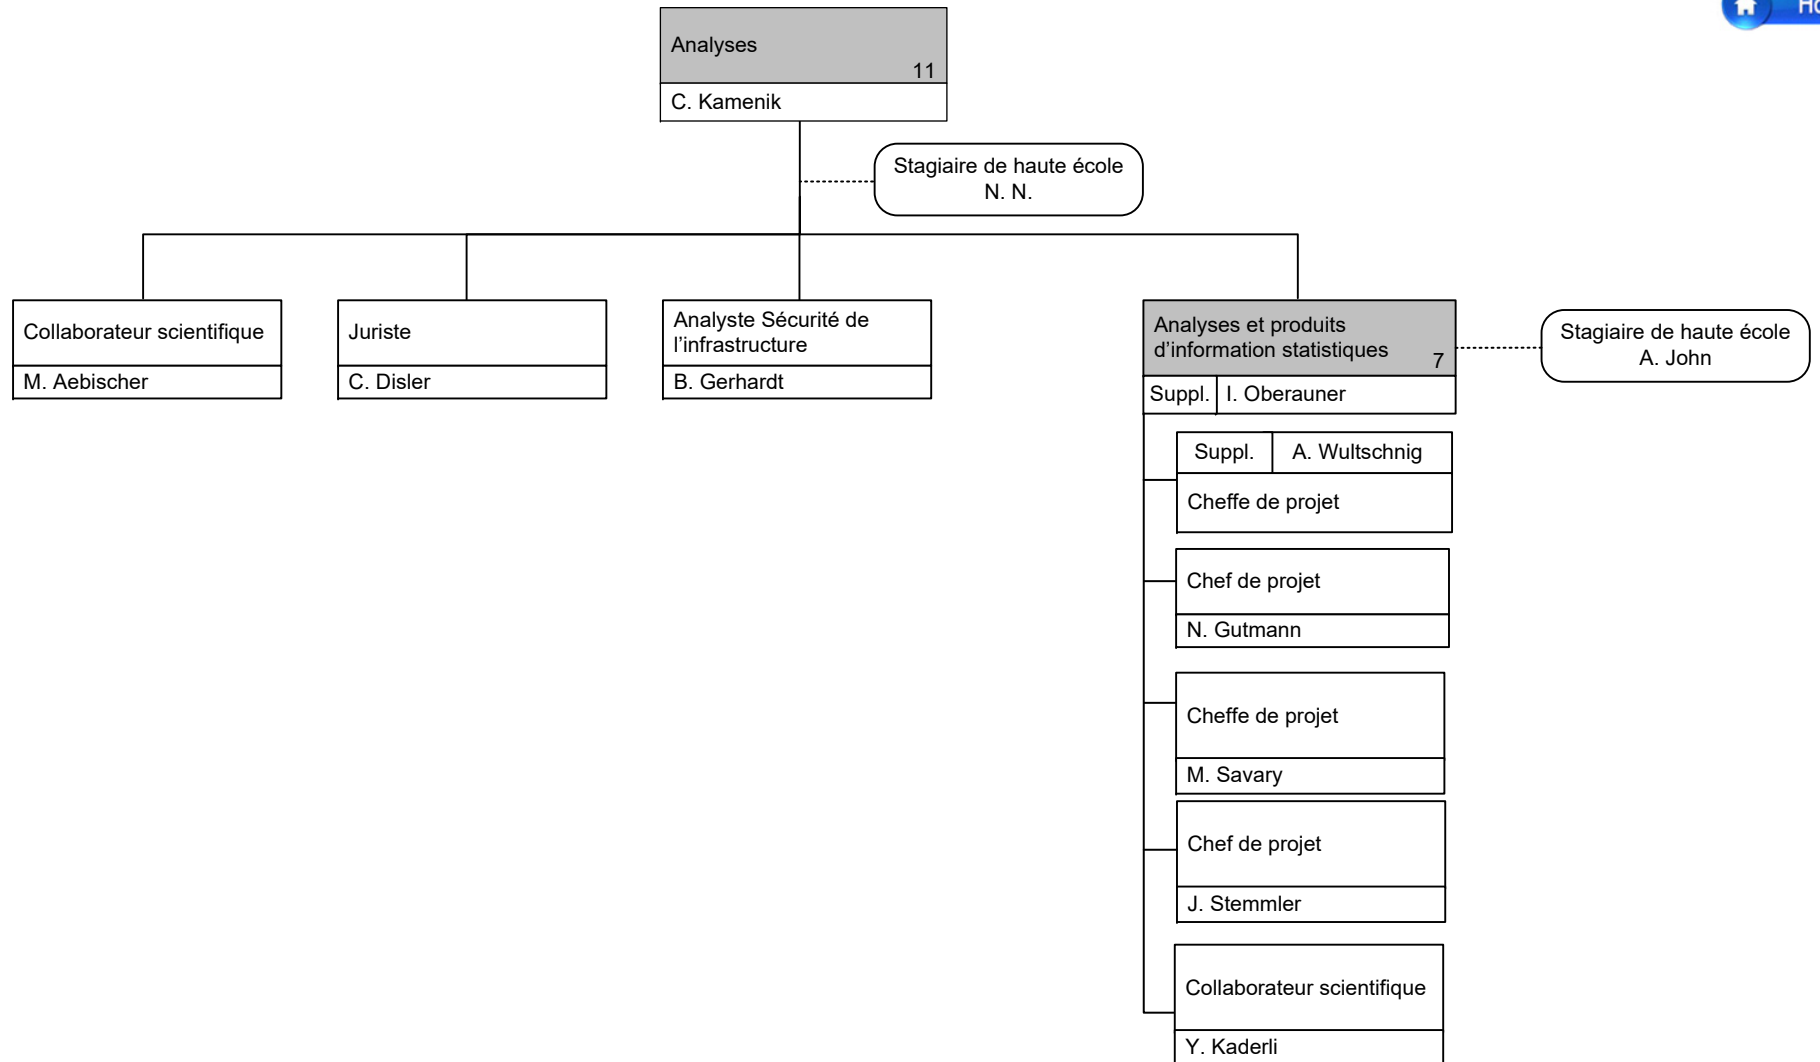 Analyses
11
C. Kamenik
Stagiaire de haute école
N. N.
Collaborateur scientifique
M. Aebischer
Juriste
C. Disler
Analyste Sécurité de
l'infrastructure
B. Gerhardt
Analyses et produits
d'information statistiques
7
Suppl. I. Oberauner
Stagiaire de haute école
A. John
Suppl. A. Wultschnig
Cheffe de projet
Chef de projet
N. Gutmann
Cheffe de projet
M. Savary
Chef de projet
J. Stemmler
Collaborateur scientifique
Y. Kaderli